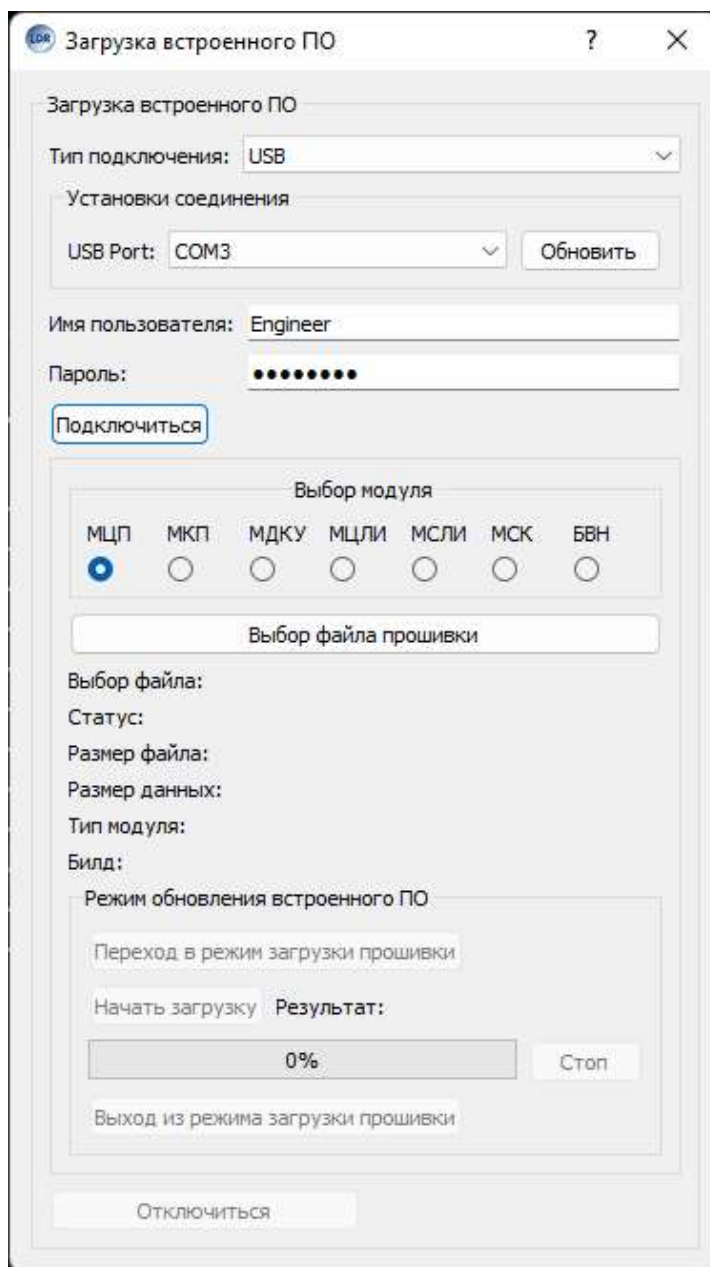 LDR Загрузка встроенного ПО ?
Загрузка встроенного ПО
Тип подключения: USB
Установки соединения
USB Port: COM3 Обновить
Имя пользователя: Engineer
Пароль: ●●●●●●●●
Подключиться
Выбор модуля
МЦП МКП МДКУ МЦЛИ МСЛИ МСК БВН
Выбор файла прошивки
Выбор файла:
Статус:
Размер файла:
Размер данных:
Тип модуля:
Билд:
Режим обновления встроенного ПО
Переход в режим загрузки прошивки
Начать загрузку Результат:
0% Стоп
Выход из режима загрузки прошивки
Отключиться